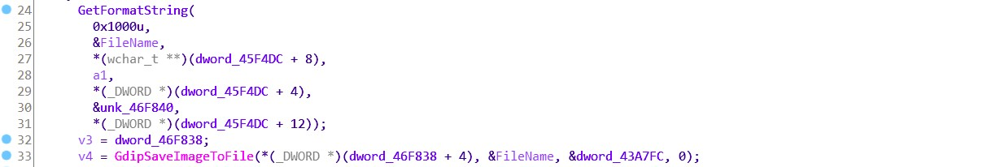 24 GetFormatString(
25 0x1000u,
26 &FileName,
27 *(wchar_t **)(dword_45F4DC + 8),
28 a1,
29 *(_DWORD *)(dword_45F4DC + 4),
30 &unk_46F840,
31 *(_DWORD *)(dword_45F4DC + 12));
32 v3 = dword_46F838;
33 v4 = GdipSaveImageToFile(*(_DWORD *)(dword_46F838 + 4), &FileName, &dword_43A7FC, 0);